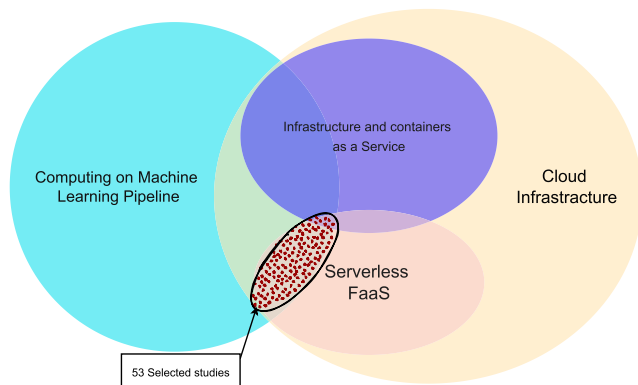 Infrastructure and containers
as a Service
Computing on Machine
Learning Pipeline
Cloud
Infrastracture
Serverless
FaaS
53 Selected studies